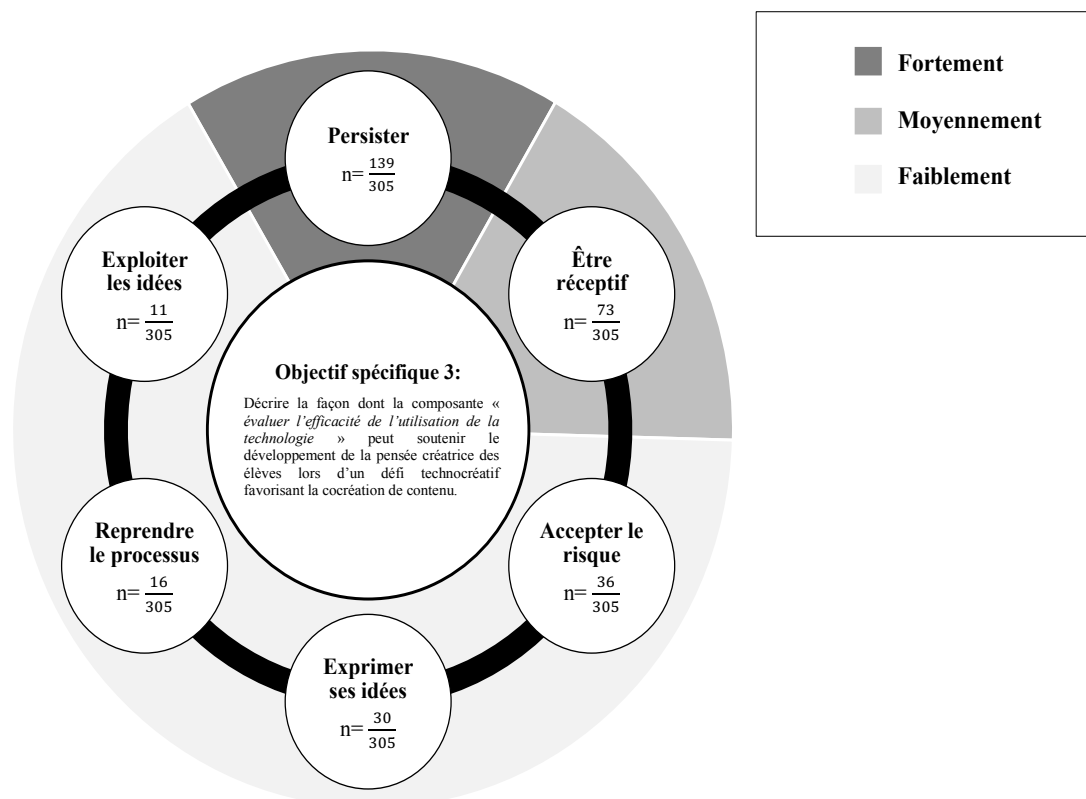 Fortement
Moyennement
Faiblement
Persister
n= 139/305
Être
réceptif
n= 73/305
Accepter le
risque
n= 36/305
Exprimer
ses idées
n= 30/305
Reprendre
le processus
n= 16/305
Exploiter
les idées
n= 11/305
Objectif spécifique 3:
Décrire la façon dont la composante «
évaluer l’efficacité de l’utilisation de la
technologie » peut soutenir le
développement de la pensée créatrice des
élèves lors d’un défi technocréatif
favorisant la cocréation de contenu.